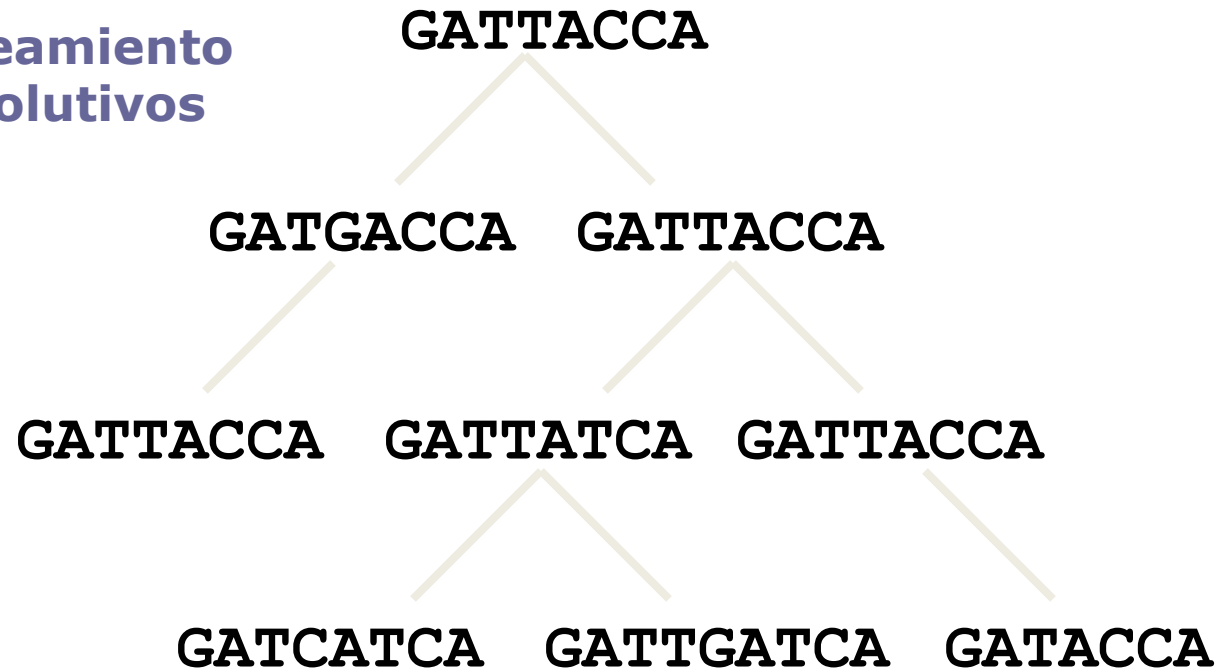 eamiento
olutivos
GATTACCA
GATGACCA GATTACCA
GATTACCA GATTATCA GATTACCA
GATCATCA GATTGATCA GATACCA